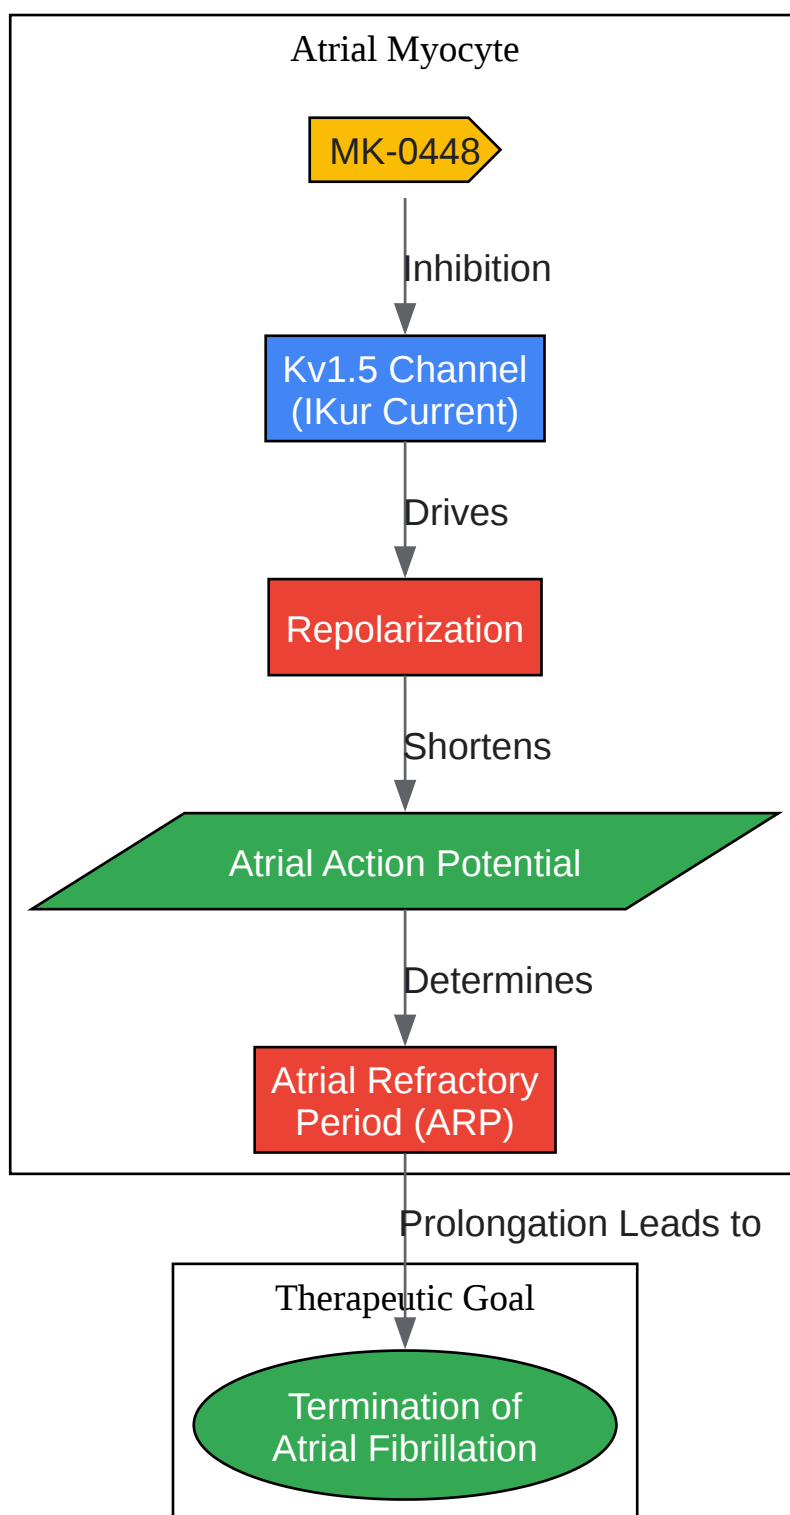 Atrial Myocyte
MK-0448
Inhibition
Kv1.5 Channel
(IKur Current)
Drives
Repolarization
Shortens
Atrial Action Potential
Determines
Atrial Refractory
Period (ARP)
Prolongation Leads to
Therapeutic Goal
Termination of
Atrial Fibrillation